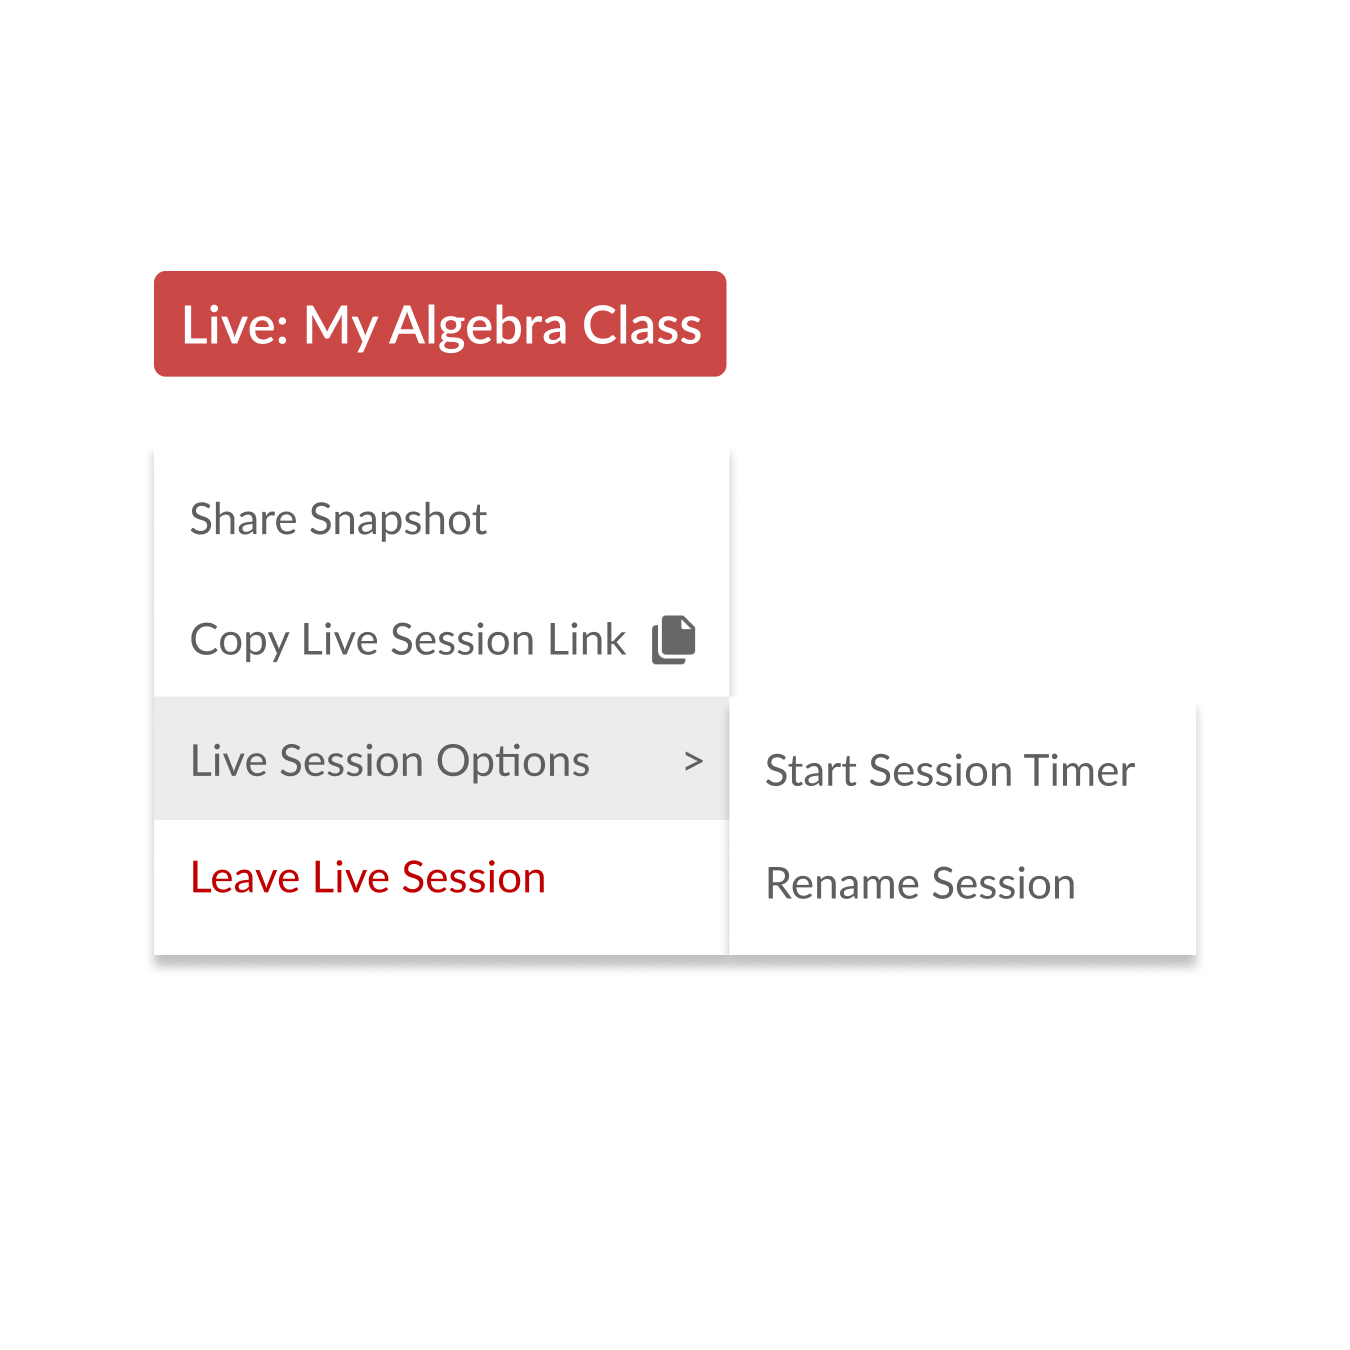 Live: My Algebra Class
Share Snapshot
Copy Live Session Link
Live Session Options >
Leave Live Session
Start Session Timer
Rename Session